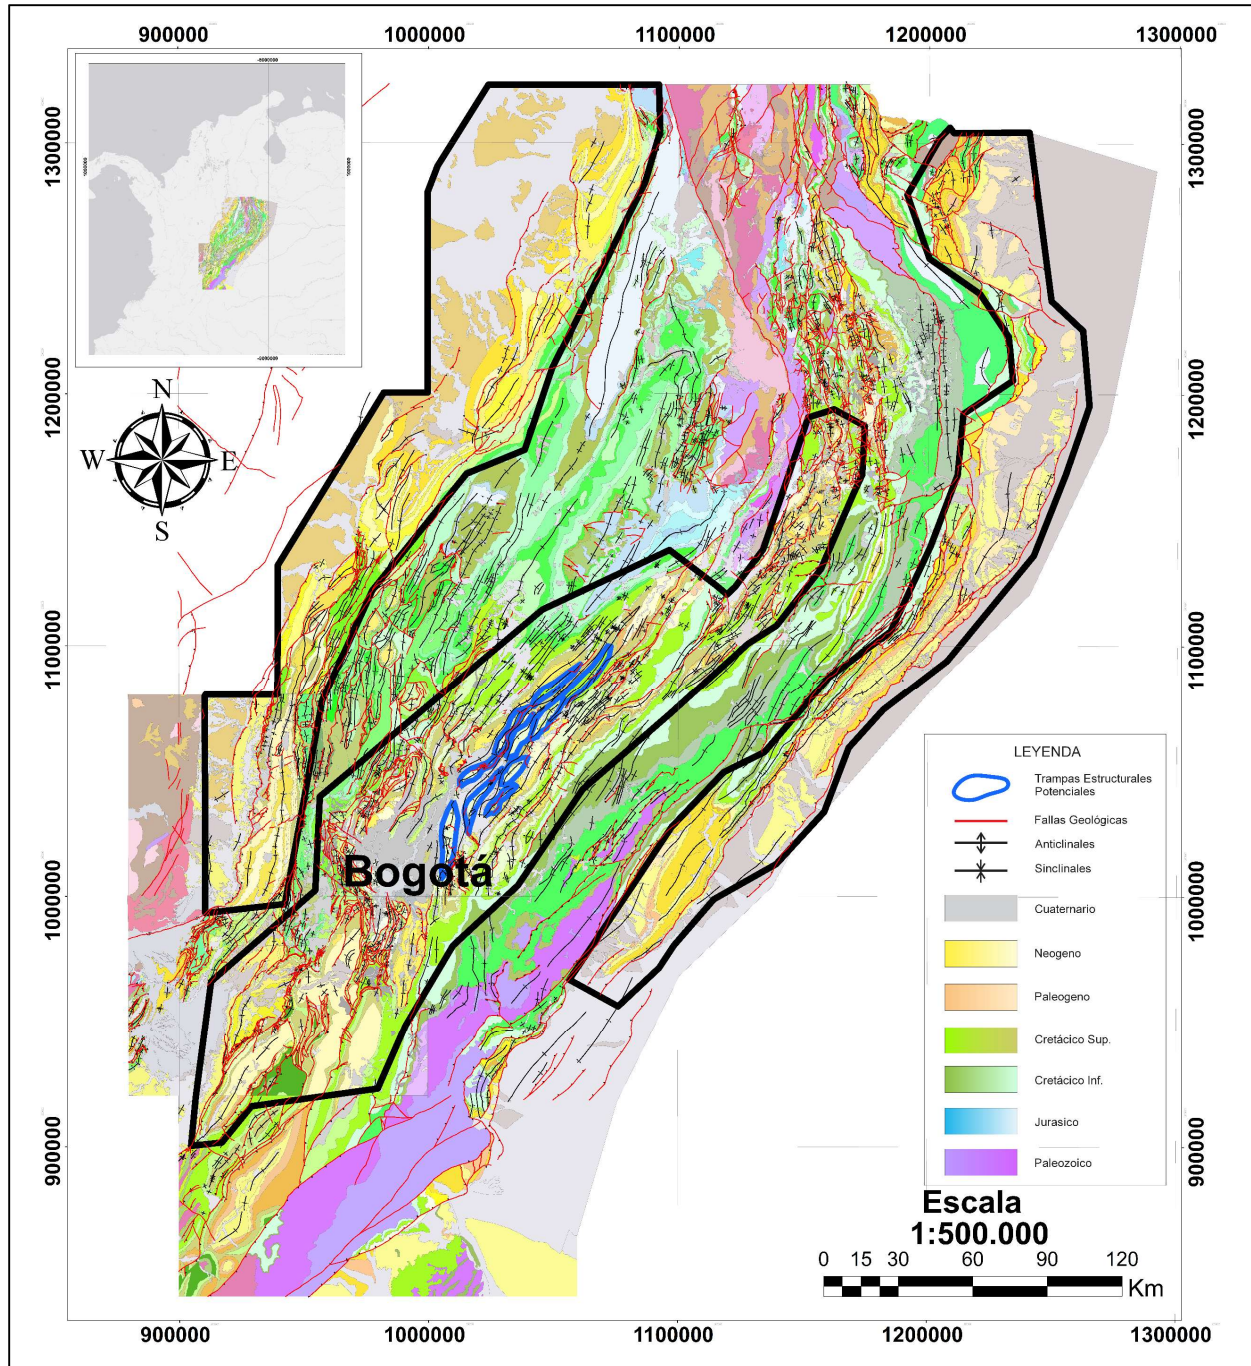 900000 1000000 1100000 1200000 1300000
1300000 1300000
N
1200000 1200000
W E
S
1100000 1100000
LEYENDA
Trampas Estructurales
Potenciales
Fallas Geológicas
Anticlinales
Sinclinales
Bogotá
1000000 1000000
Cuaternario
Neogeno
Paleogeno
Cretácico Sup.
Cretácico Inf.
Jurasico
900000 900000
Paleozoico
Escala
1:500.000
0 15 30 60 90 120
Km
900000 1000000 1100000 1200000 1300000